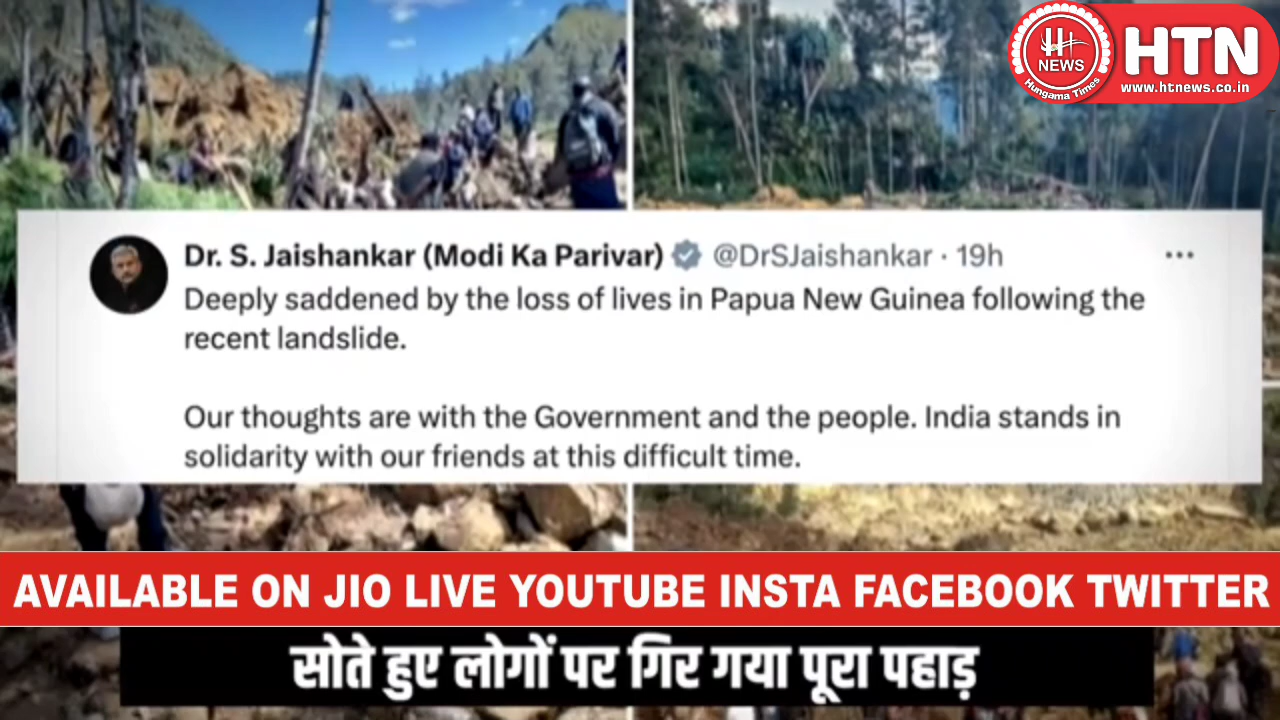 H
NEWS
Hungama Times
HTN
www.htnews.co.in
Dr. S. Jaishankar (Modi Ka Parivar) @DrSJaishankar · 19h
Deeply saddened by the loss of lives in Papua New Guinea following the
recent landslide.
Our thoughts are with the Government and the people. India stands in
solidarity with our friends at this difficult time.
AVAILABLE ON JIO LIVE YOUTUBE INSTA FACEBOOK TWITTER
सोते हुए लोगों पर गिर गया पूरा पहाड़